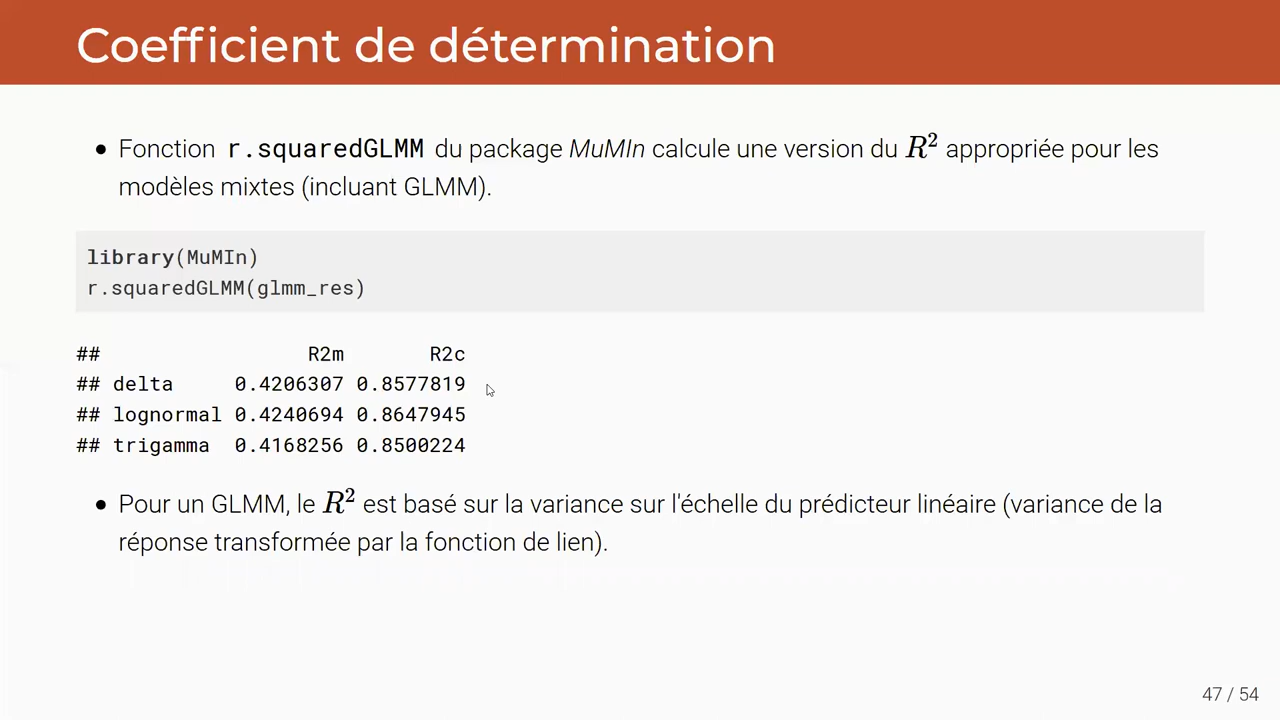 Coefficient de détermination
• Fonction r.squaredGLMM du package MuMIn calcule une version du R² appropriée pour les
modèles mixtes (incluant GLMM).
library(MuMIn)
r.squaredGLMM(glmm_res)
## R2m R2c
## delta 0.4206307 0.8577819
## lognormal 0.4240694 0.8647945
## trigamma 0.4168256 0.8500224
• Pour un GLMM, le R² est basé sur la variance sur l'échelle du prédicteur linéaire (variance de la
réponse transformée par la fonction de lien).
47 / 54